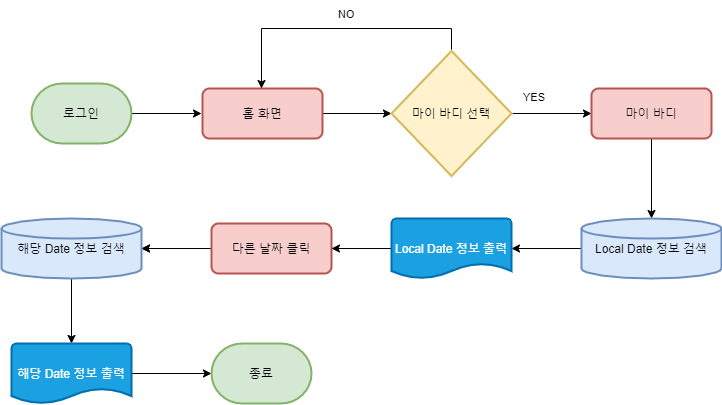 NO
로그인
홈 화면
마이 바디 선택
YES
마이 바디
해당 Date 정보 검색
다른 날짜 클릭
Local Date 정보 출력
Local Date 정보 검색
해당 Date 정보 출력
종료